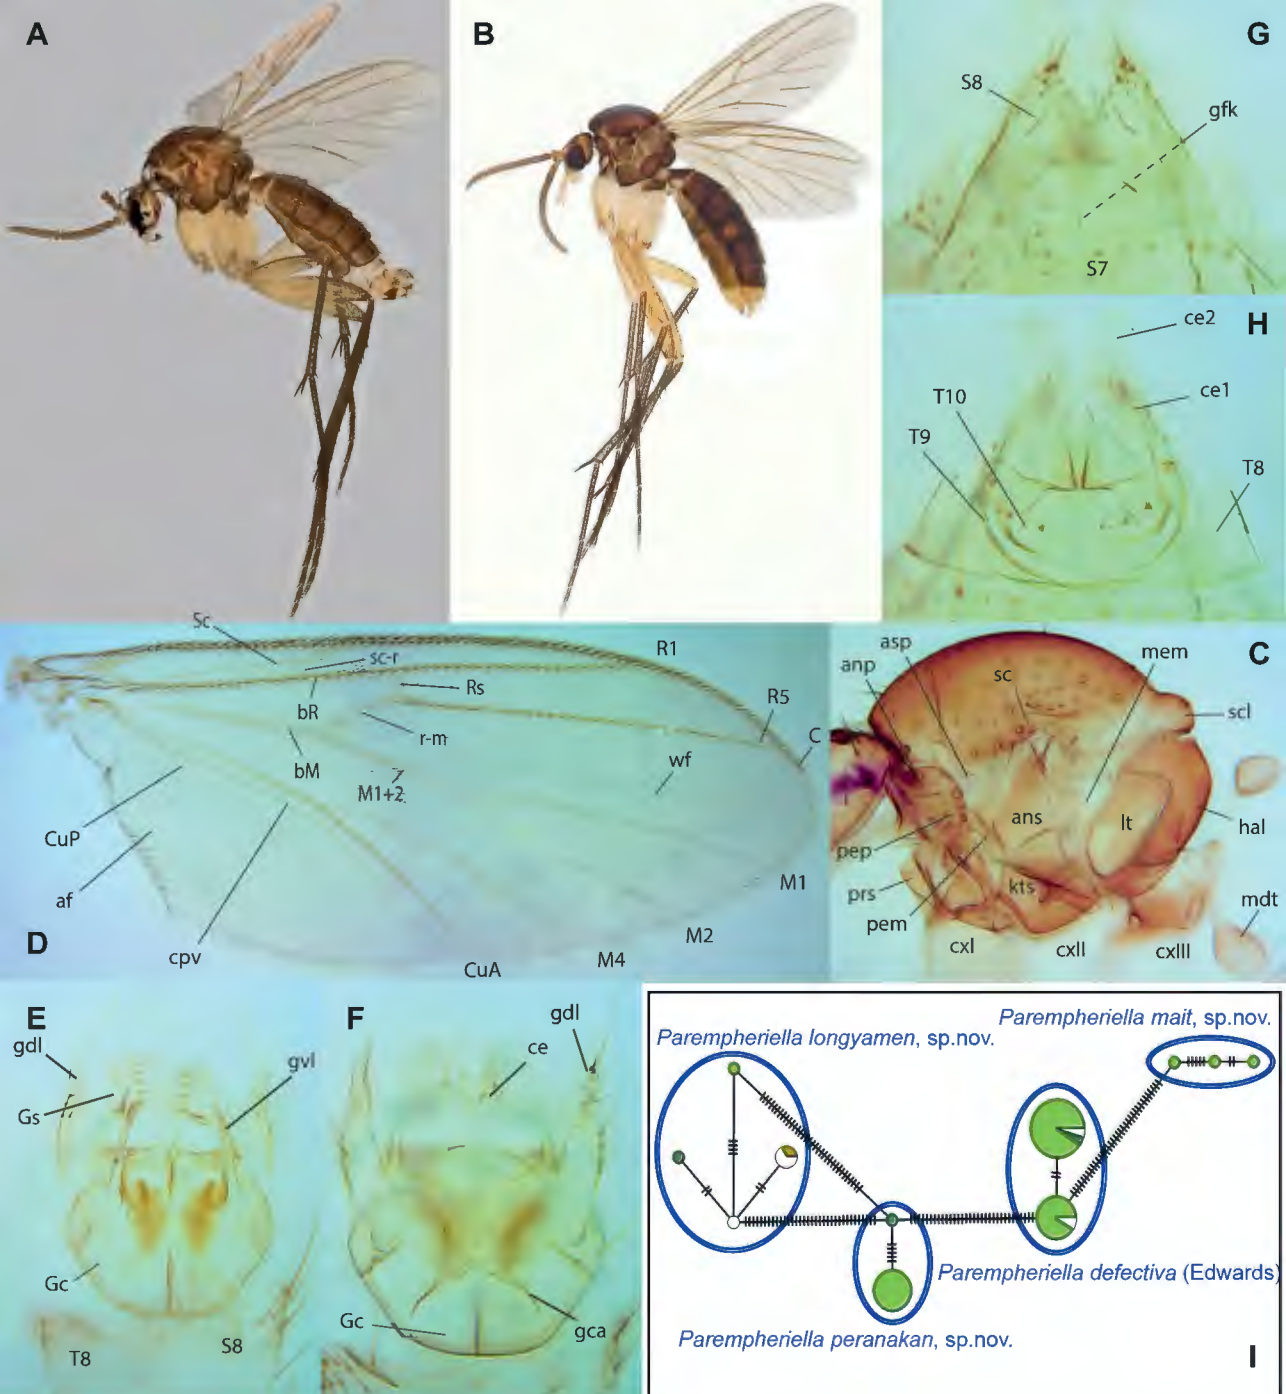 A
B
G
S8
gfk
S7
H
ce2
ce1
T10
T9
T8
Sc
sc-r
R1
Rs
R5
bR
r-m
C
bM
M1+2
wf
CuP
af
M1
M2
D
cpv
CuA
M4
C
asp
mem
anp
sc
scl
ans
lt
hal
pep
prs
kts
pem
mdt
cxI
cxII
cxIII
E
gdl
Gs
gvl
Gc
T8
S8
F
gdl
ce
Gc
gca
Parempheriella mait, sp.nov.
Parempheriella longyamen, sp.nov.
Parempheriella defectiva (Edwards)
Parempheriella peranakan, sp.nov.
I